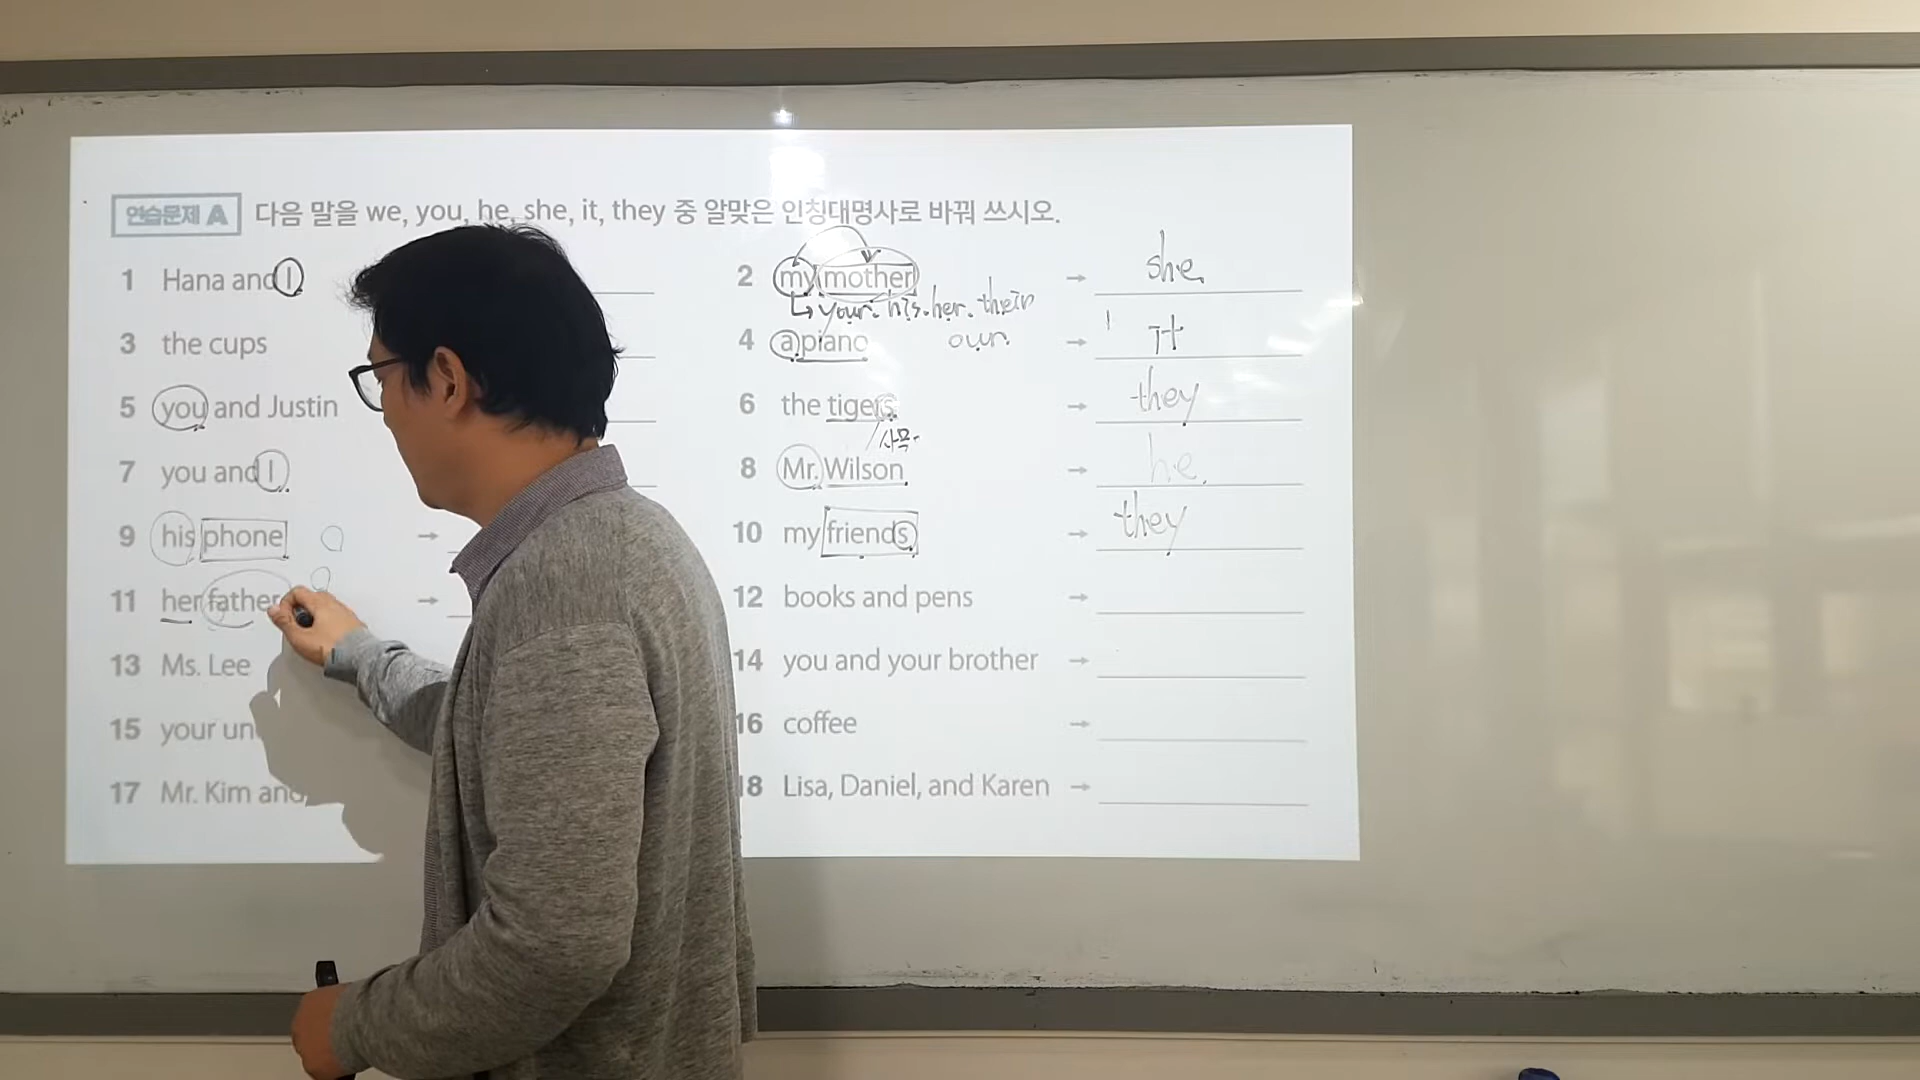 연습문제 A 다음 말을 we, you, he, she, it, they 중 알맞은 인칭대명사로 바꿔 쓰시오.
1 Hana and I
2 my mother → she
your. his. her. their
our
3 the cups
4 a piano → it
5 you and Justin
6 the tigers → they
7 you and I
8 Mr. Wilson → he
9 his phone →
10 my friends → they
11 her father →
12 books and pens →
13 Ms. Lee
14 you and your brother →
15 your
16 coffee →
17 Mr. Kim and
18 Lisa, Daniel, and Karen →